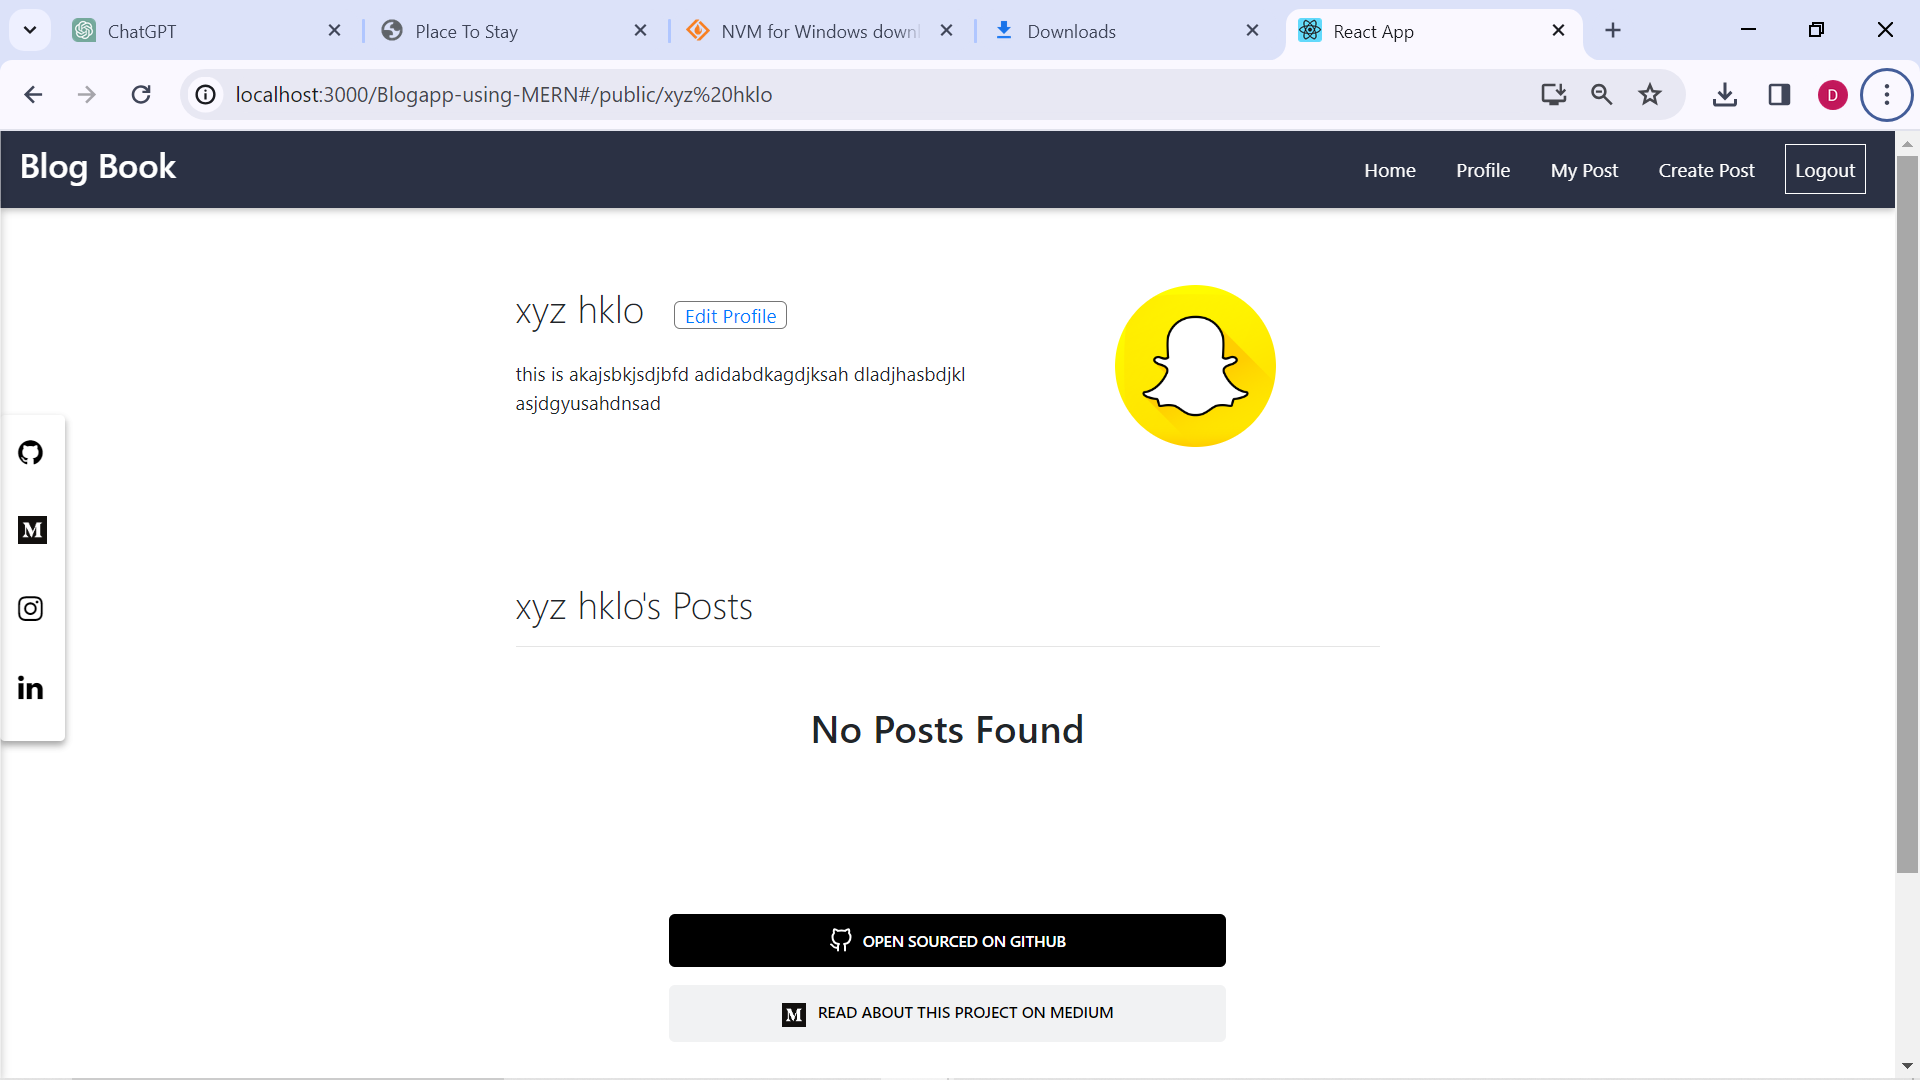 ChatGPT
Place To Stay
NVM for Windows down
Downloads
React App
localhost:3000/Blogapp-using-MERN#/public/xyz%20hklo
D
Blog Book
Home
Profile
My Post
Create Post
Logout
xyz hklo
Edit Profile
this is akajsbkjsdjbfd adidabdkagdjksah dladjhasbdjkl
asjdgyusahdnsad
M
in
xyz hklo's Posts
No Posts Found
OPEN SOURCED ON GITHUB
M READ ABOUT THIS PROJECT ON MEDIUM